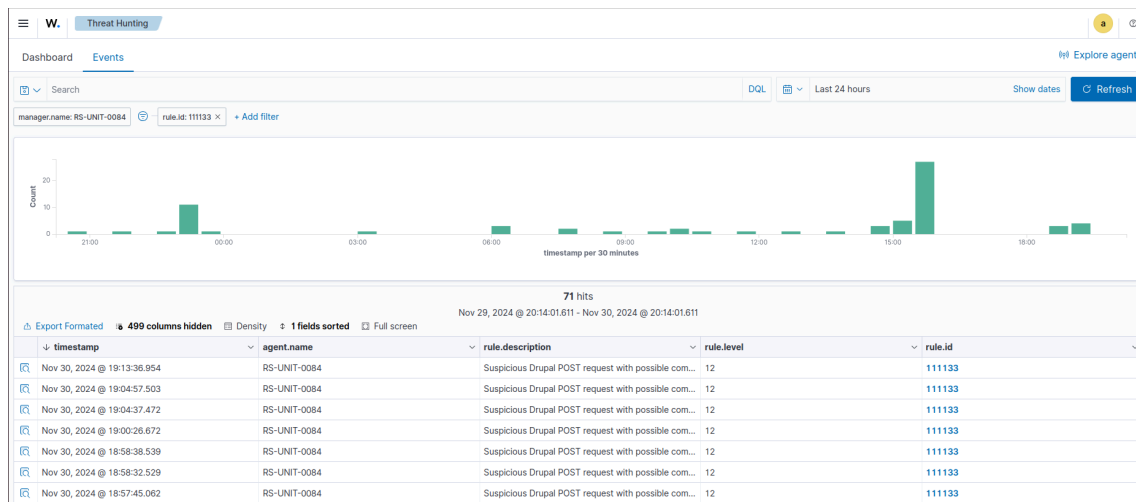 W. Threat Hunting a
Dashboard Events Explore agent
Search DQL Last 24 hours Show dates Refresh
manager.name: RS-UNIT-0084 rule.id: 111133 × + Add filter
Count
20
10
0
21:00 00:00 03:00 06:00 09:00 12:00 15:00 18:00
timestamp per 30 minutes
71 hits
Nov 29, 2024 @ 20:14:01.611 - Nov 30, 2024 @ 20:14:01.611
Export Formated 499 columns hidden Density 1 fields sorted Full screen
timestamp agent.name rule.description rule.level rule.id
Nov 30, 2024 @ 19:13:36.954 RS-UNIT-0084 Suspicious Drupal POST request with possible com... 12 111133
Nov 30, 2024 @ 19:04:57.503 RS-UNIT-0084 Suspicious Drupal POST request with possible com... 12 111133
Nov 30, 2024 @ 19:04:37.472 RS-UNIT-0084 Suspicious Drupal POST request with possible com... 12 111133
Nov 30, 2024 @ 19:00:26.672 RS-UNIT-0084 Suspicious Drupal POST request with possible com... 12 111133
Nov 30, 2024 @ 18:58:38.539 RS-UNIT-0084 Suspicious Drupal POST request with possible com... 12 111133
Nov 30, 2024 @ 18:58:32.529 RS-UNIT-0084 Suspicious Drupal POST request with possible com... 12 111133
Nov 30, 2024 @ 18:57:45.062 RS-UNIT-0084 Suspicious Drupal POST request with possible com... 12 111133